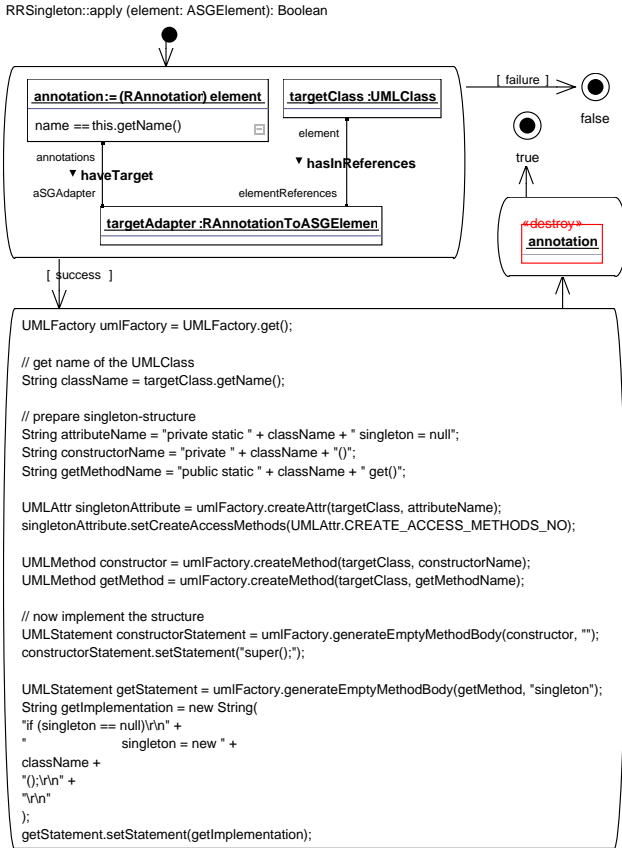 RRSingleton::apply (element: ASGElement): Boolean
annotation:= (RAnnotation) element
name == this.getName()
targetClass :UMLClass
[ failure ]
false
true
annotations
element
▼ haveTarget
▼ hasInReferences
aSGAdapter
elementReferences
targetAdapter :RAnnotationToASGElemen
«destroy»
annotation
[ success ]
UMLFactory umlFactory = UMLFactory.get();
// get name of the UMLClass
String className = targetClass.getName();
// prepare singleton-structure
String attributeName = "private static " + className + " singleton = null";
String constructorName = "private " + className + "()";
String getMethodName = "public static " + className + " get()";
UMLAttr singletonAttribute = umlFactory.createAttr(targetClass, attributeName);
singletonAttribute.setCreateAccessMethods(UMLAttr.CREATE_ACCESS_METHODS_NO);
UMLMethod constructor = umlFactory.createMethod(targetClass, constructorName);
UMLMethod getMethod = umlFactory.createMethod(targetClass, getMethodName);
// now implement the structure
UMLStatement constructorStatement = umlFactory.generateEmptyMethodBody(constructor, "");
constructorStatement.setStatement("super();");
UMLStatement getStatement = umlFactory.generateEmptyMethodBody(getMethod, "singleton");
String getImplementation = new String(
"if (singleton == null)\r\n" +
"                    singleton = new " +
className +
"();\r\n" +
"\r\n"
);
getStatement.setStatement(getImplementation);